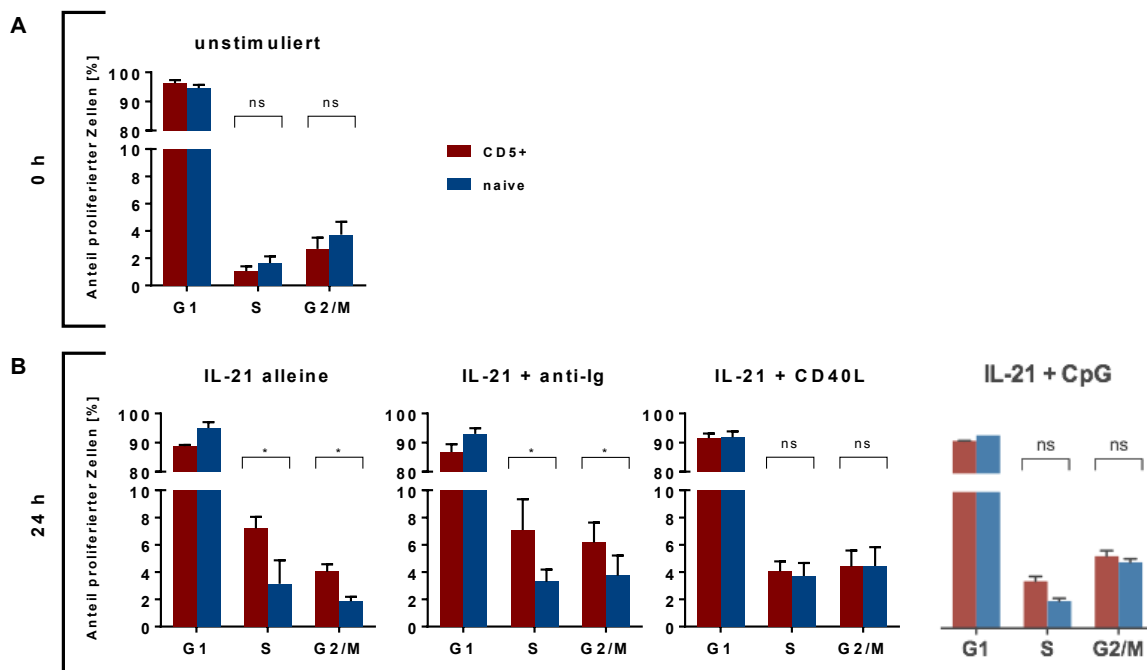 A
0 h
unstimuliert
Anteil proliferierter Zellen [%]
100
90
80
10
8
6
4
2
0
ns
ns
G1 S G2/M
CD5+
naive
B
24 h
Anteil proliferierter Zellen [%]
IL-21 alleine
100
90
80
10
8
6
4
2
0
* *
G1 S G2/M
IL-21 + anti-Ig
100
90
80
10
8
6
4
2
0
* *
G1 S G2/M
IL-21 + CD40L
100
90
80
10
8
6
4
2
0
ns ns
G1 S G2/M
IL-21 + CpG
ns ns
G1 S G2/M